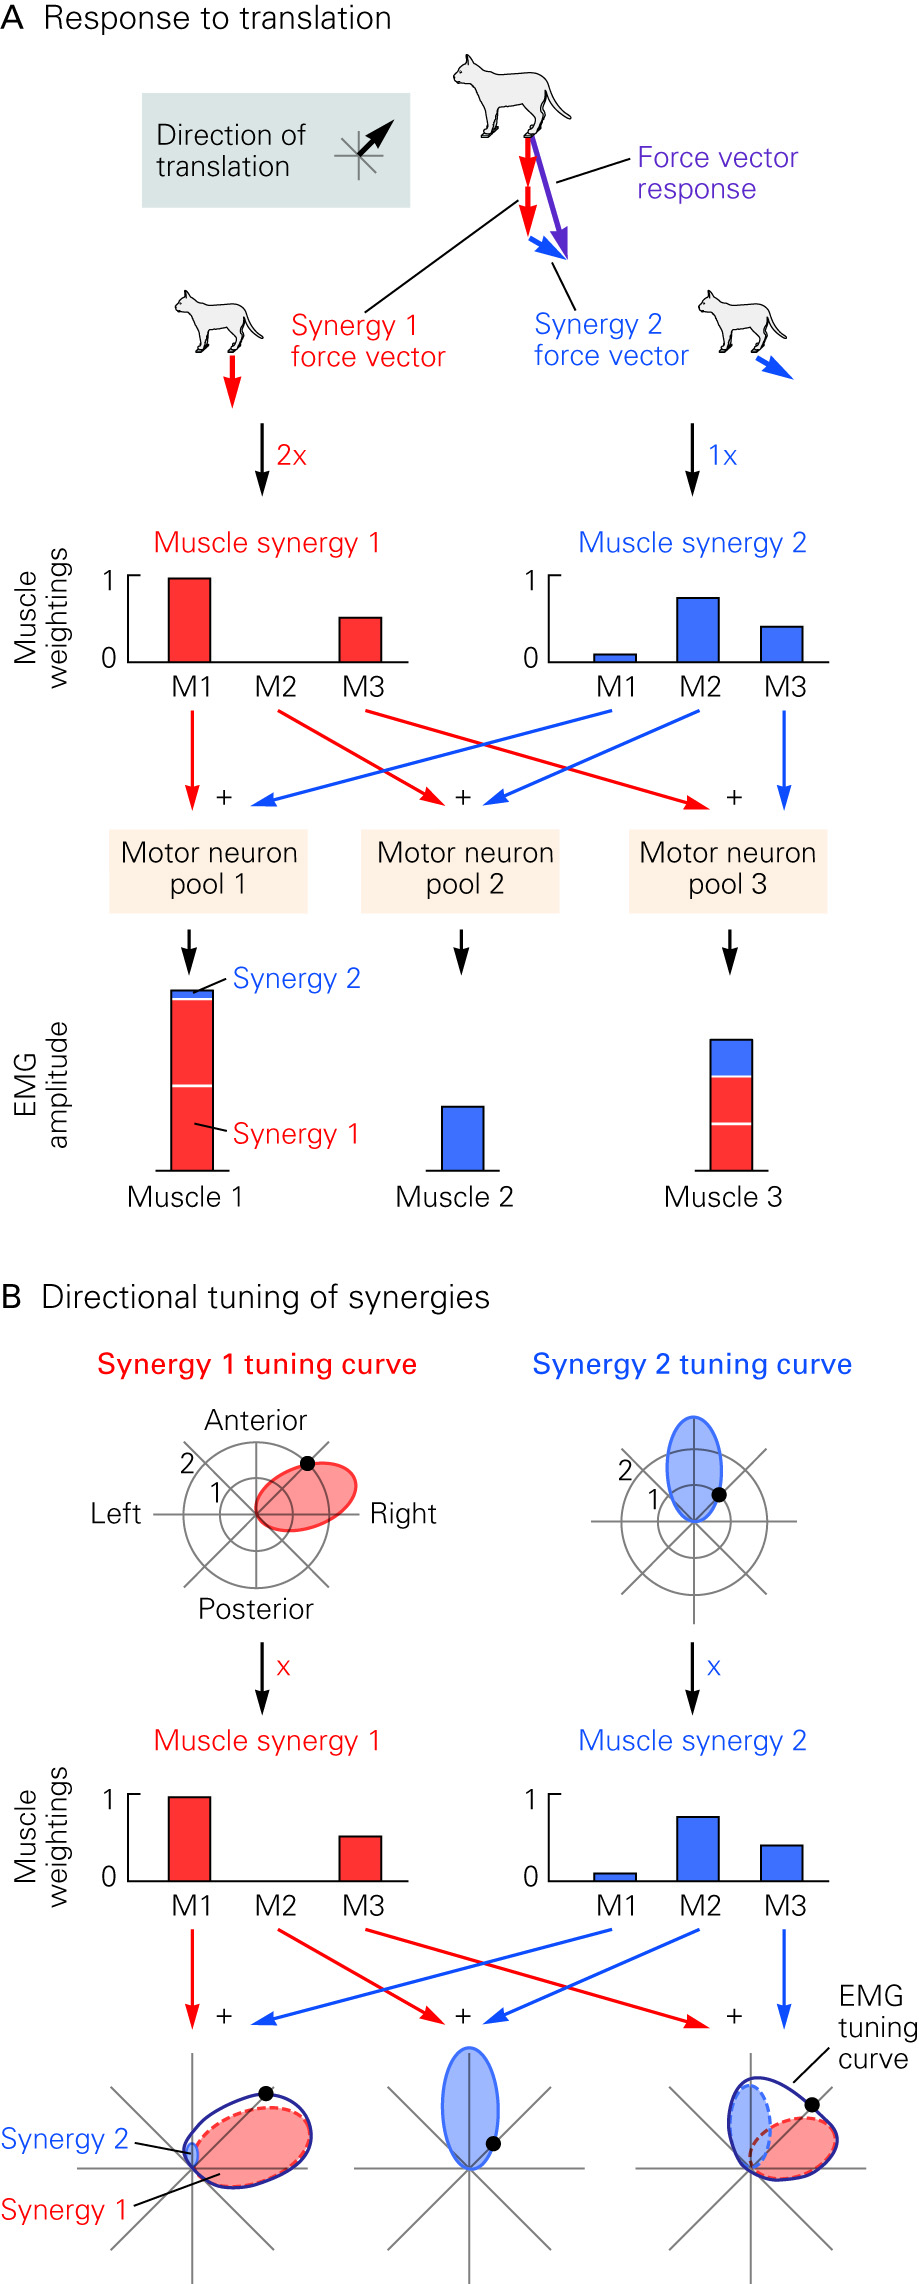 A Response to translation
Direction of
translation
Force vector
response
Synergy 1
force vector
Synergy 2
force vector
2x
1x
Muscle
weightings
Muscle synergy 1
1
0
M1 M2 M3
Muscle synergy 2
1
0
M1 M2 M3
+ + +
Motor neuron
pool 1
Motor neuron
pool 2
Motor neuron
pool 3
EMG
amplitude
Synergy 2
Synergy 1
Muscle 1
Muscle 2
Muscle 3
B Directional tuning of synergies
Synergy 1 tuning curve
Anterior
2
1
Left
Right
Posterior
Synergy 2 tuning curve
2
1
x
x
Muscle
weightings
Muscle synergy 1
1
0
M1 M2 M3
Muscle synergy 2
1
0
M1 M2 M3
+ + +
EMG
tuning
curve
Synergy 2
Synergy 1